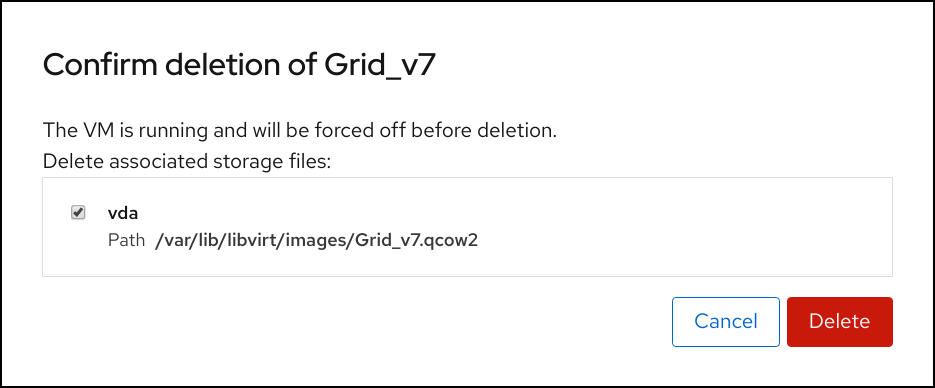 Confirm deletion of Grid_v7
The VM is running and will be forced off before deletion.
Delete associated storage files:
vda
Path /var/lib/libvirt/images/Grid_v7.qcow2
Cancel Delete